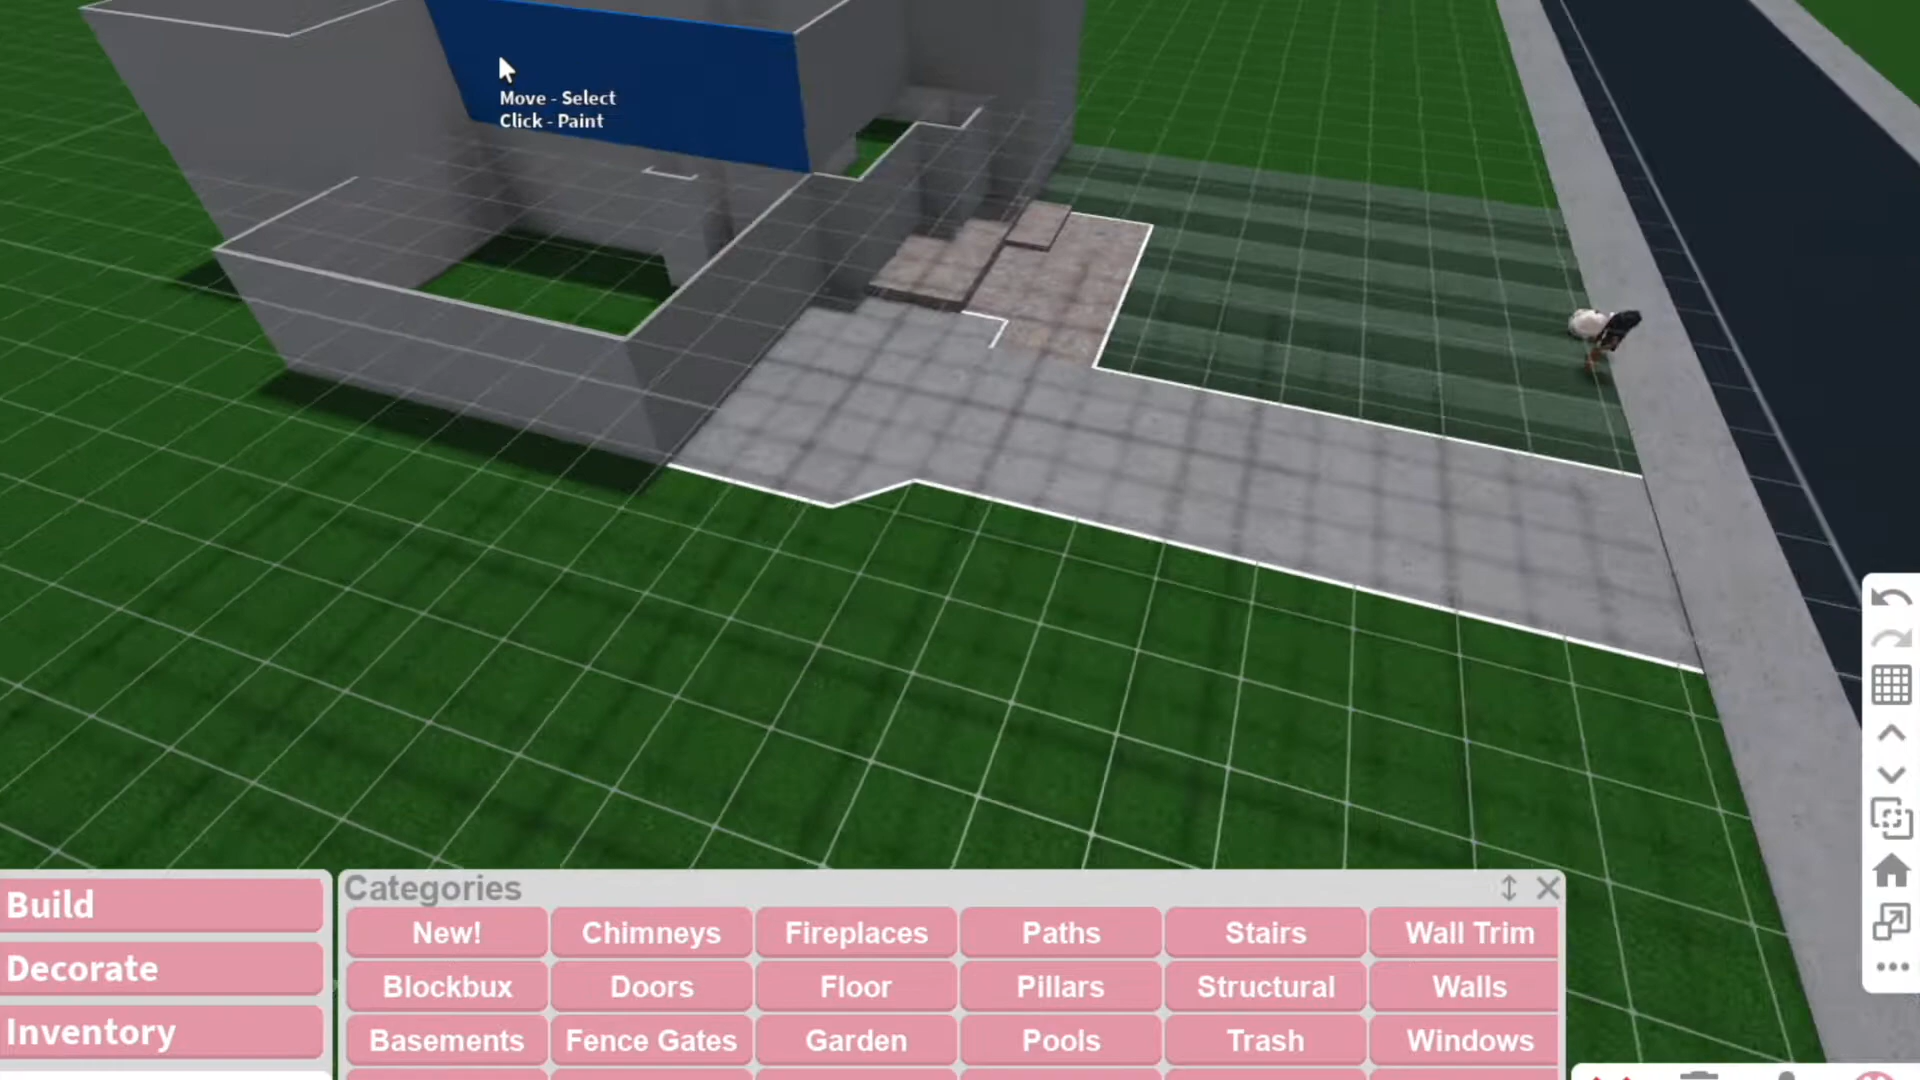 Move - Select
Click - Paint
Build
Decorate
Inventory
Categories
New! Chimneys Fireplaces Paths Stairs Wall Trim
Blockbux Doors Floor Pillars Structural Walls
Basements Fence Gates Garden Pools Trash Windows